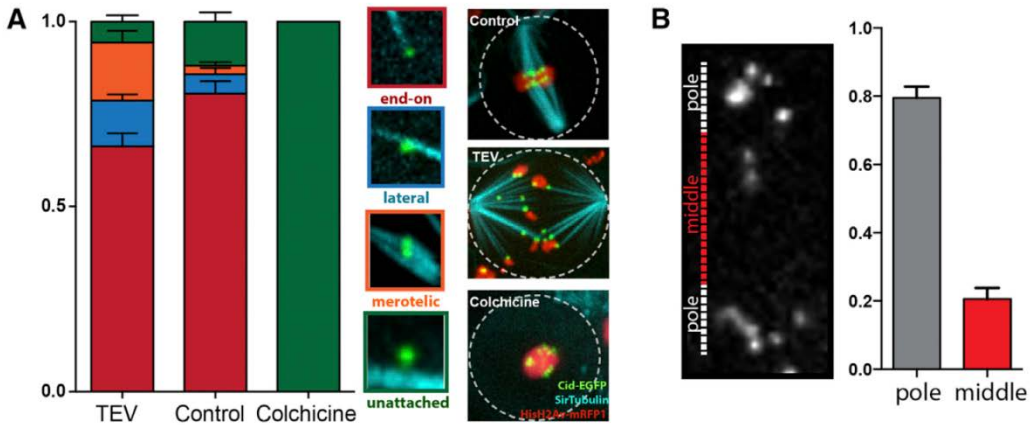 A
1.0
0.5
0.0
TEV
Control
Colchicine
end-on
lateral
merotelic
unattached
Control
TEV
Colchicine
Cid-EGFP
SirTubulin
HisH2Av-mRFP1
B
pole
middle
pole
1.0
0.8
0.6
0.4
0.2
0.0
pole
middle